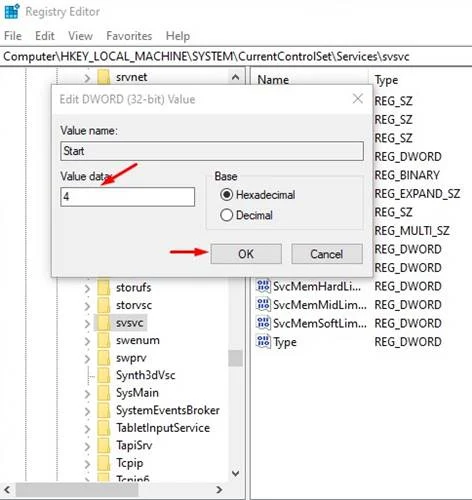 Registry Editor
File Edit View Favorites Help
Computer\HKEY_LOCAL_MACHINE\SYSTEM\CurrentControlSet\Services\svsvc
srvnet
Name Type
Edit DWORD (32-bit) Value
REG_SZ
Value name:
REG_SZ
Start
REG_SZ
REG_DWORD
Value data:
Base
REG_BINARY
4
Hexadecimal
REG_EXPAND_SZ
Decimal
REG_SZ
REG_MULTI_SZ
OK Cancel
REG_DWORD
REG_DWORD
storufs
SvcMemHardLi... REG_DWORD
storvsc
SvcMemMidLim... REG_DWORD
svsvc
SvcMemSoftLim... REG_DWORD
swenum
Type REG_DWORD
swprv
Synth3dVsc
SysMain
SystemEventsBroker
TabletInputService
TapiSrv
Tcpip
Tcpip6